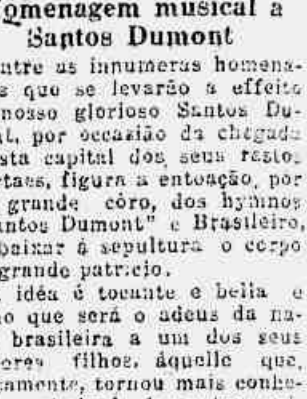 omenagem musical a
Santos Dumont
ntre as innumeras homena-
s que se levarão a effeito
nosso glorioso Santos Du-
nt, por occasião da chegada
sta capital dos seus restos
rtaes, figura a entoação, por
grande côro, dos hymnos
ntos Dumont" e Brasileiro,
baixar á sepultura o corpo
grande patricio.
idéa é tocante e bella e
o que será o adeus da na-
brasileira a um dos seus
ores filhos, áquelle que,
camente, tornou mais conhe-